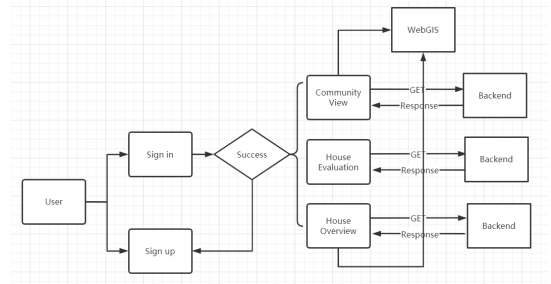 WebGIS
Community
View
GET
Response
Backend
Sign in
Success
House
Evaluation
GET
Response
Backend
User
House
Overview
GET
Response
Backend
Sign up